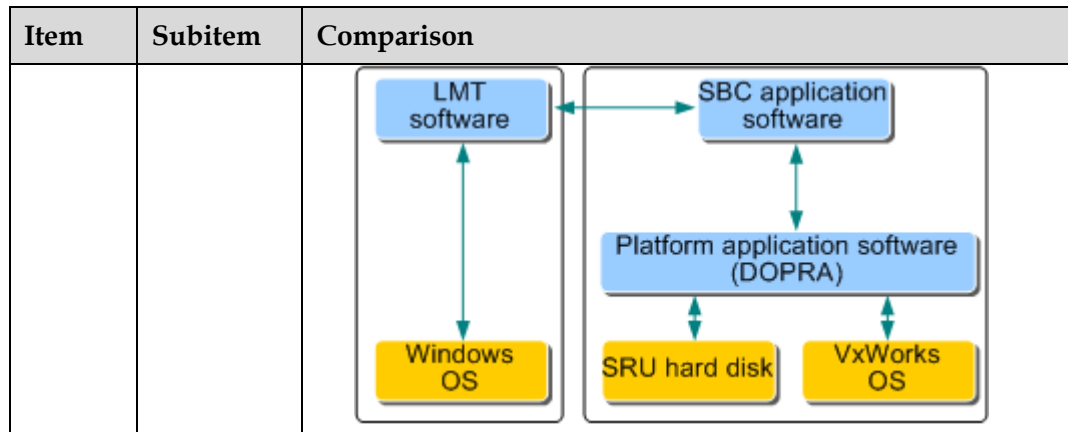 Item Subitem Comparison
LMT
software
SBC application
software
Platform application software
(DOPRA)
Windows
OS
SRU hard disk
VxWorks
OS